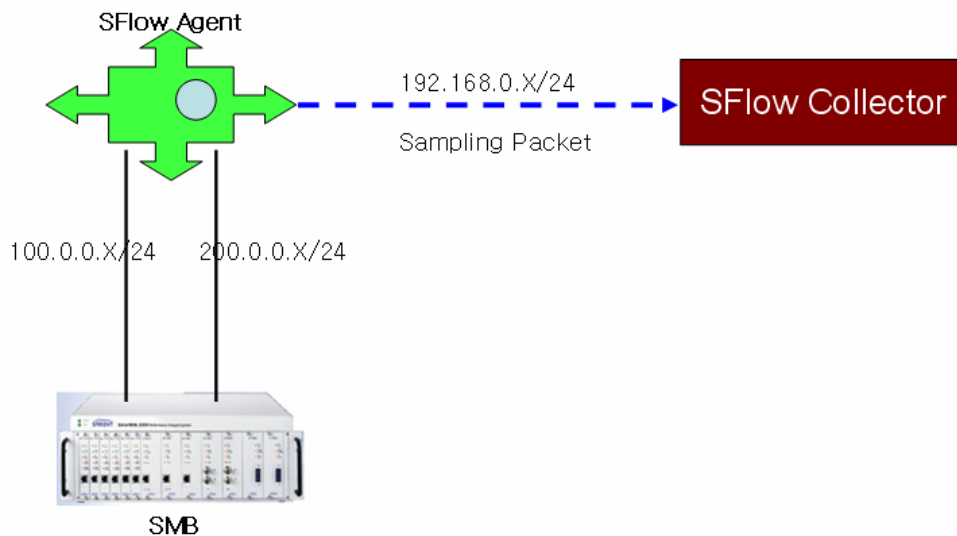 SFlow Agent
192.168.0.X/24
SFlow Collector
Sampling Packet
100.0.0.X/24
200.0.0.X/24
SPIRENT
SMB